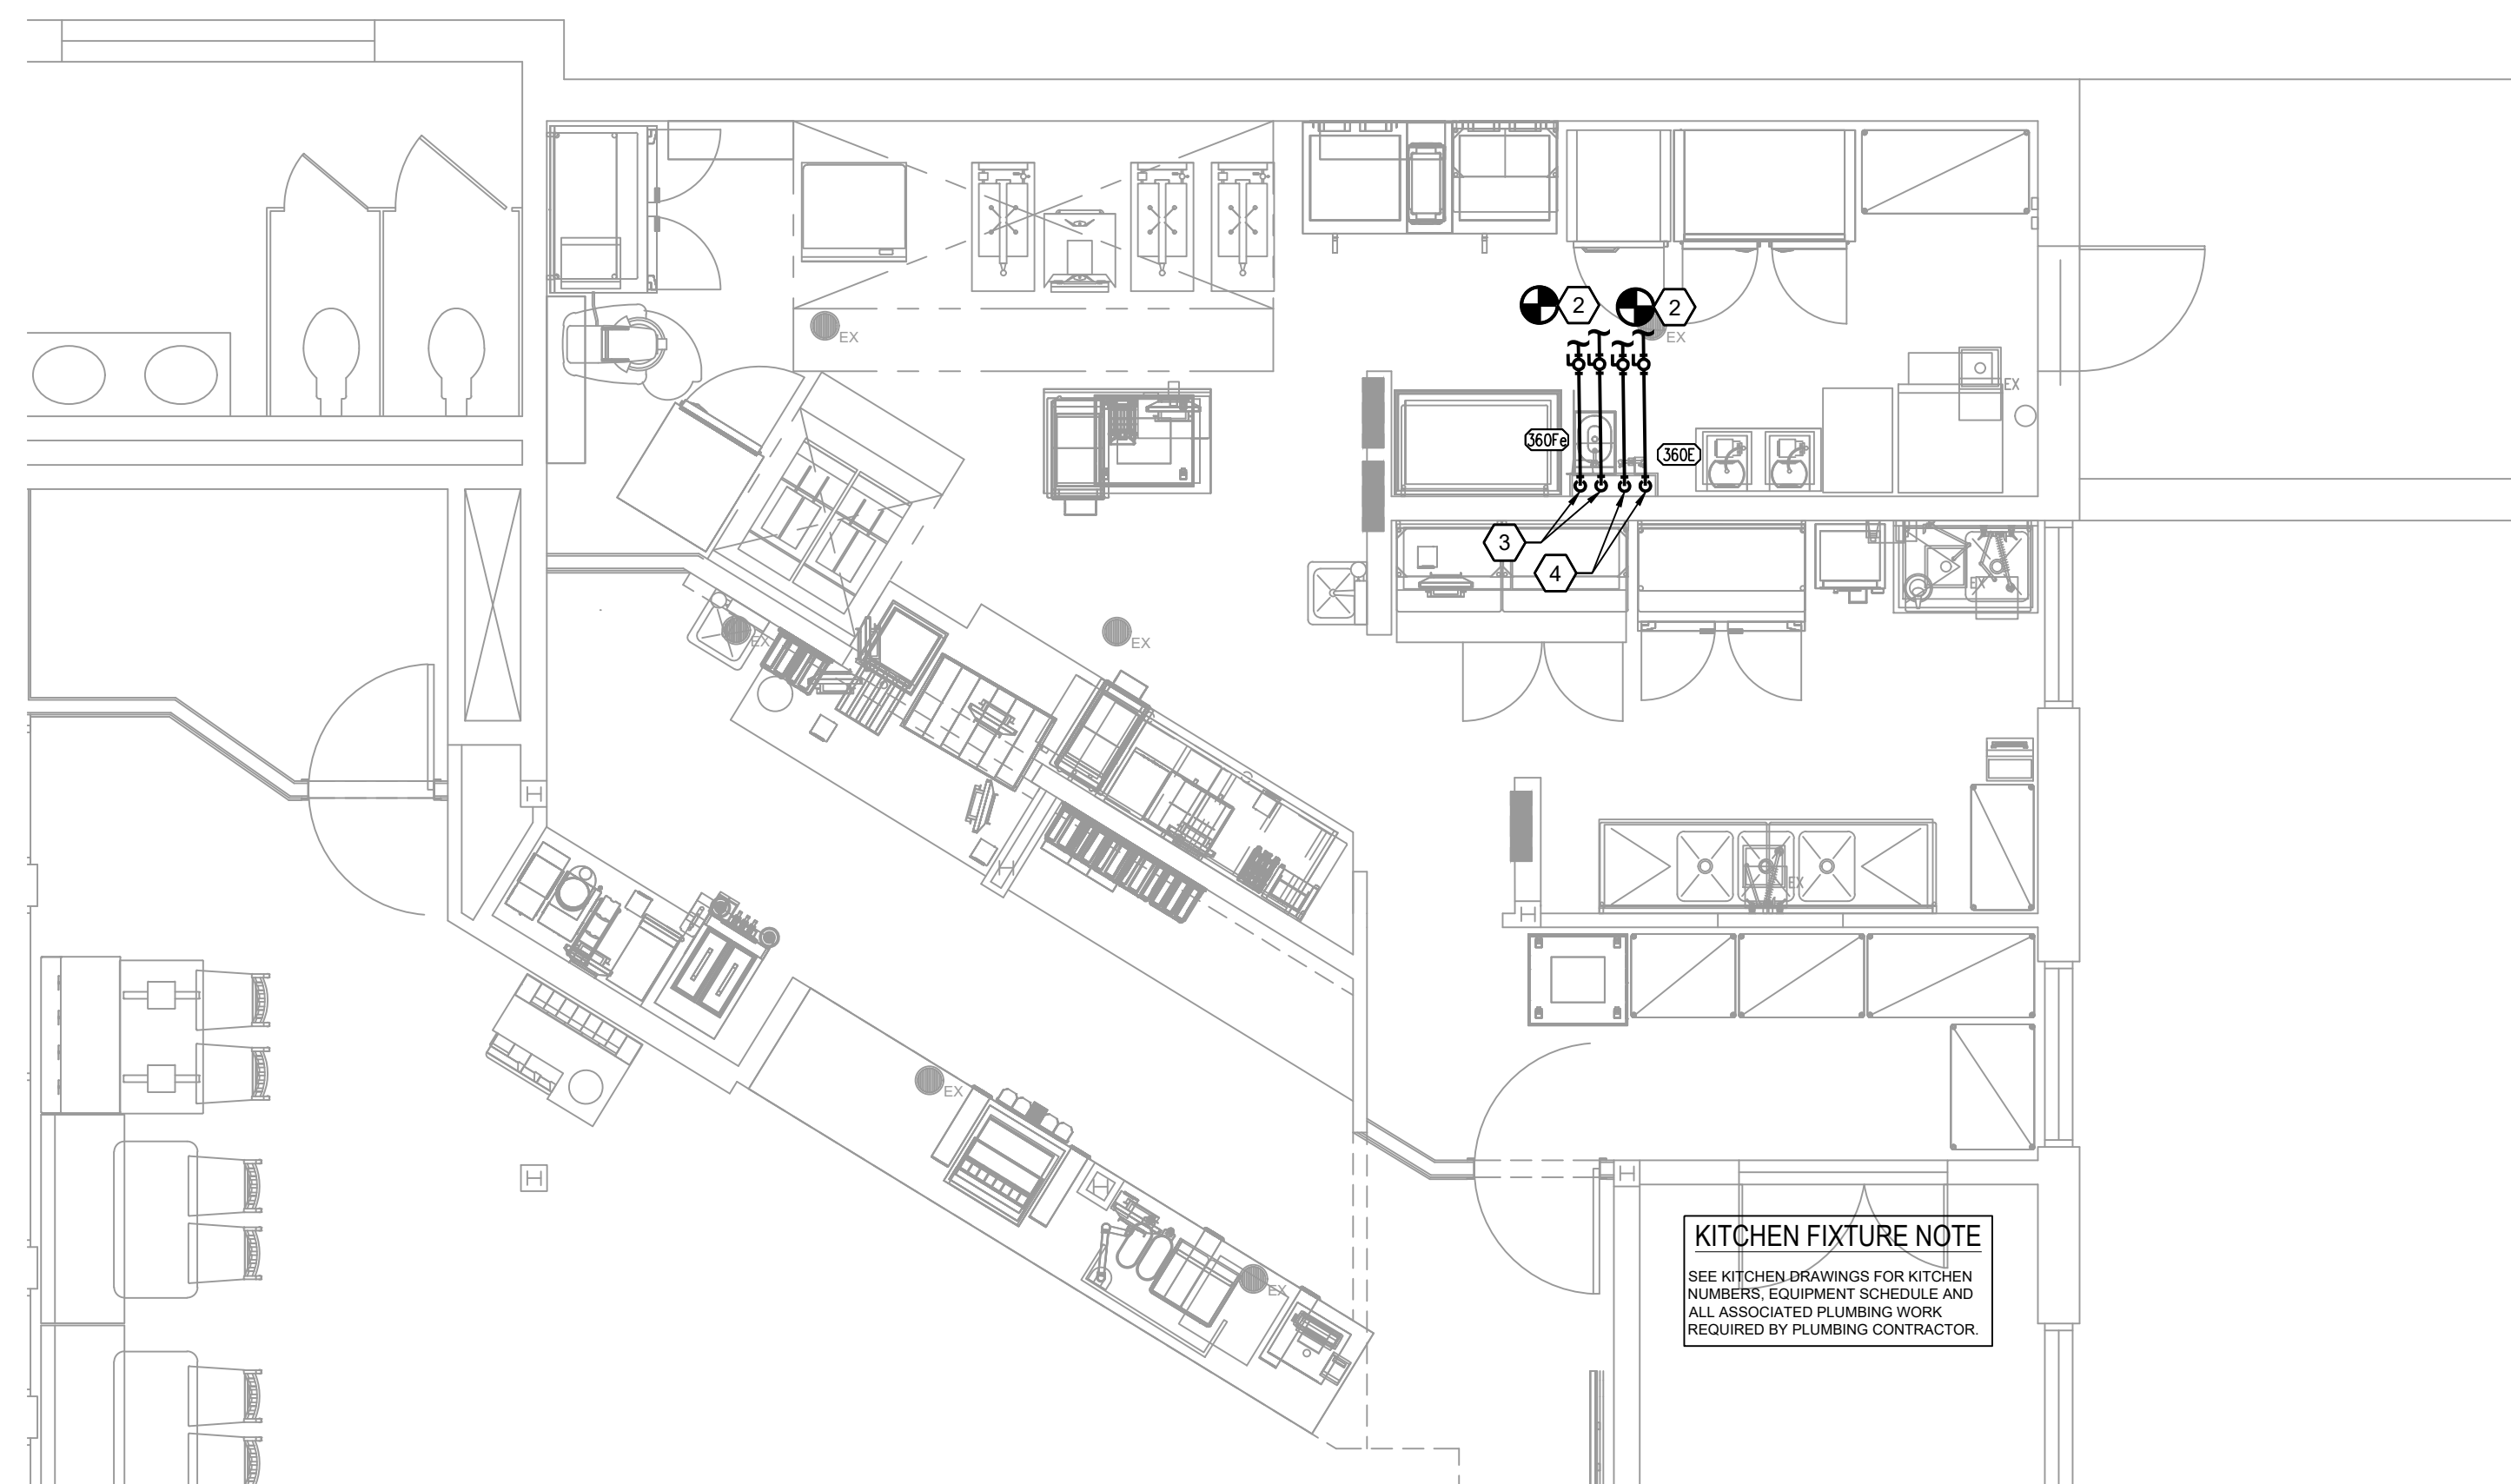 2
2
EX
EX
EX
360Fe
360E
3
4
EX
EX
EX
H
H
EX
H
EX
H
H
H
EX
KITCHEN FIXTURE NOTE
SEE KITCHEN DRAWINGS FOR KITCHEN
NUMBERS, EQUIPMENT SCHEDULE AND
ALL ASSOCIATED PLUMBING WORK
REQUIRED BY PLUMBING CONTRACTOR.